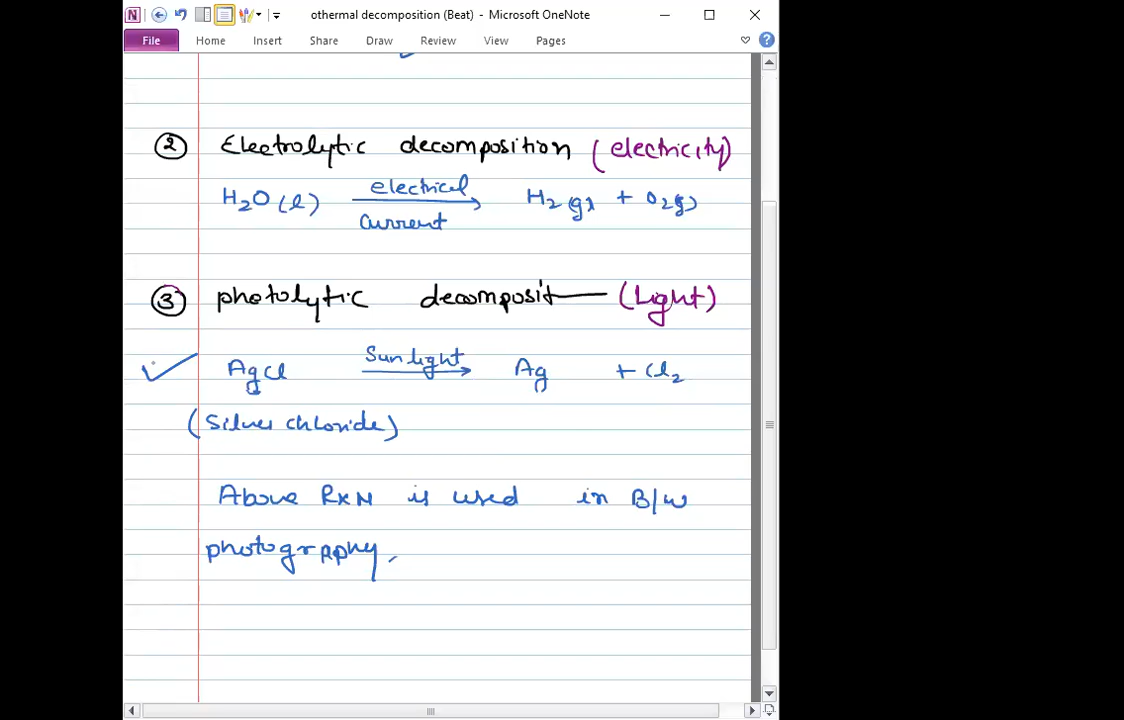 othermal decomposition (Beat) - Microsoft OneNote
File Home Insert Share Draw Review View Pages
② Electrolytic decomposition (electricity)
H2O(l) electrical current → H2(g) + O2(g)
③ photolytic decomposit (Light)
AgCl Sunlight → Ag + Cl2
(Silver chloride)
Above RXN is used in B/W
photography.